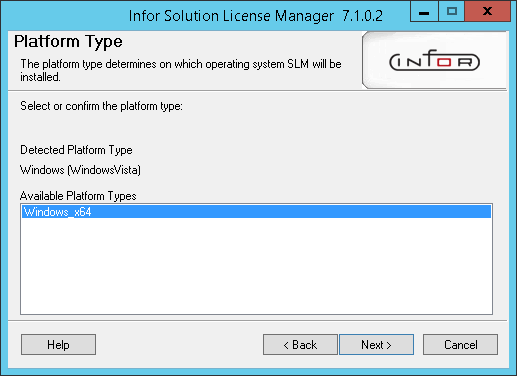 Infor Solution License Manager 7.1.0.2
Platform Type
The platform type determines on which operating system SLM will be
installed.
INFOR
Select or confirm the platform type:
Detected Platform Type
Windows (WindowsVista)
Available Platform Types
Windows_x64
Help
< Back
Next >
Cancel